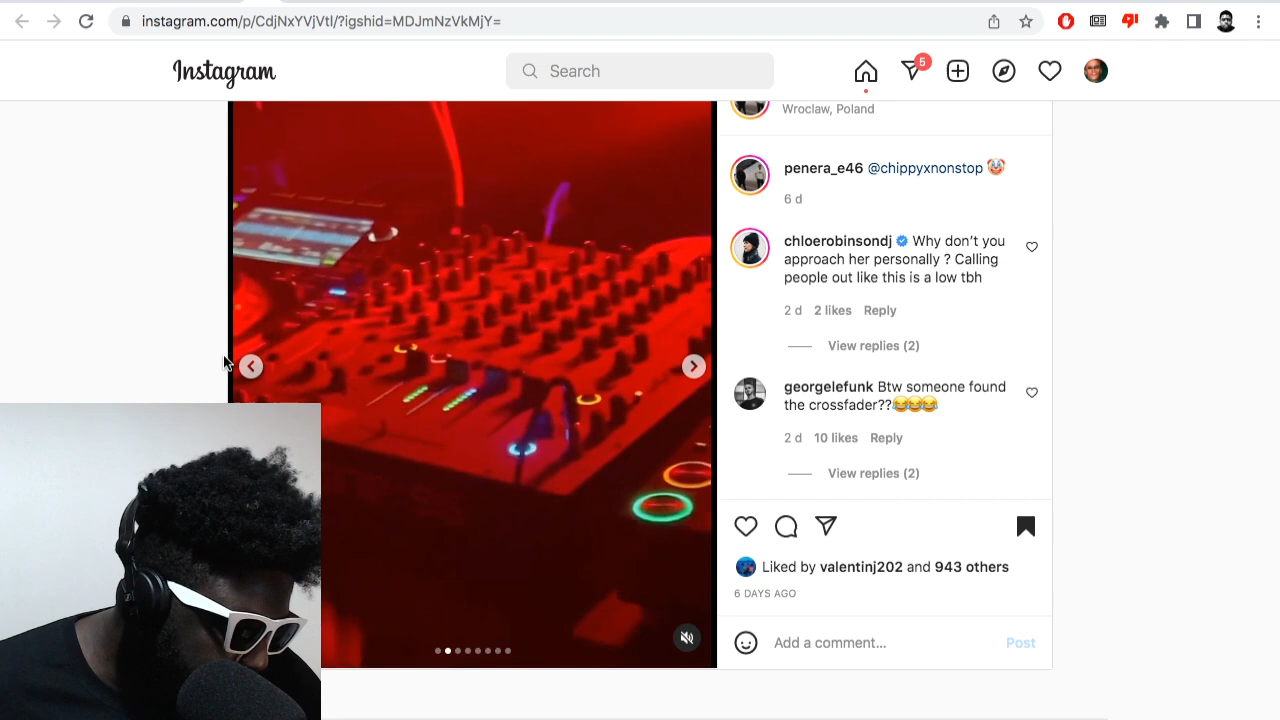 instagram.com/p/CdjNxYVjVtI/?igshid=MDJmNzVkMjY=
Instagram
Search
5
Wroclaw, Poland
penera_e46 @chippyxnonstop 🤡
6 d
chloerobinsondj Why don’t you
approach her personally ? Calling
people out like this is a low tbh
2 d 2 likes Reply
View replies (2)
georgelefunk Btw someone found
the crossfader??😂😂😂
2 d 10 likes Reply
View replies (2)
Liked by valentinj202 and 943 others
6 DAYS AGO
Add a comment...
Post